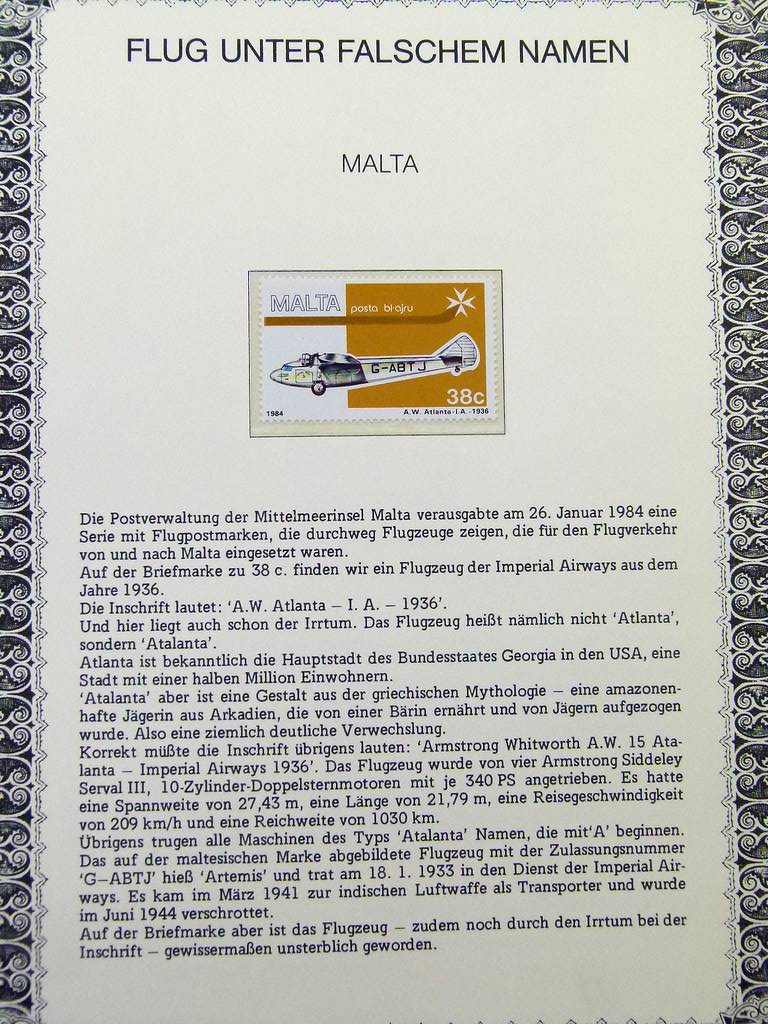 FLUG UNTER FALSCHEM NAMEN
MALTA
MALTA posta bl-ajru
G-ABTJ
38c
1984 A.W. Atlanta-I.A.-1936
Die Postverwaltung der Mittelmeerinsel Malta verausgabte am 26. Januar 1984 eine
Serie mit Flugpostmarken, die durchweg Flugzeuge zeigen, die für den Flugverkehr
von und nach Malta eingesetzt waren.
Auf der Briefmarke zu 38 c. finden wir ein Flugzeug der Imperial Airways aus dem
Jahre 1936.
Die Inschrift lautet: ‘A.W. Atlanta – I. A. – 1936’.
Und hier liegt auch schon der Irrtum. Das Flugzeug heißt nämlich nicht ‘Atlanta’,
sondern ‘Atalanta’.
Atlanta ist bekanntlich die Hauptstadt des Bundesstaates Georgia in den USA, eine
Stadt mit einer halben Million Einwohnern.
‘Atalanta’ aber ist eine Gestalt aus der griechischen Mythologie – eine amazonen-
hafte Jägerin aus Arkadien, die von einer Bärin ernährt und von Jägern aufgezogen
wurde. Also eine ziemlich deutliche Verwechslung.
Korrekt müßte die Inschrift übrigens lauten: ‘Armstrong Whitworth A.W. 15 Ata-
lanta – Imperial Airways 1936’. Das Flugzeug wurde von vier Armstrong Siddeley
Serval III, 10-Zylinder-Doppelsternmotoren mit je 340 PS angetrieben. Es hatte
eine Spannweite von 27,43 m, eine Länge von 21,79 m, eine Reisegeschwindigkeit
von 209 km/h und eine Reichweite von 1030 km.
Übrigens trugen alle Maschinen des Typs ‘Atalanta’ Namen, die mit‘A’ beginnen.
Das auf der maltesischen Marke abgebildete Flugzeug mit der Zulassungsnummer
‘G–ABTJ’ hieß ‘Artemis’ und trat am 18. 1. 1933 in den Dienst der Imperial Air-
ways. Es kam im März 1941 zur indischen Luftwaffe als Transporter und wurde
im Juni 1944 verschrottet.
Auf der Briefmarke aber ist das Flugzeug – zudem noch durch den Irrtum bei der
Inschrift – gewissermaßen unsterblich geworden.